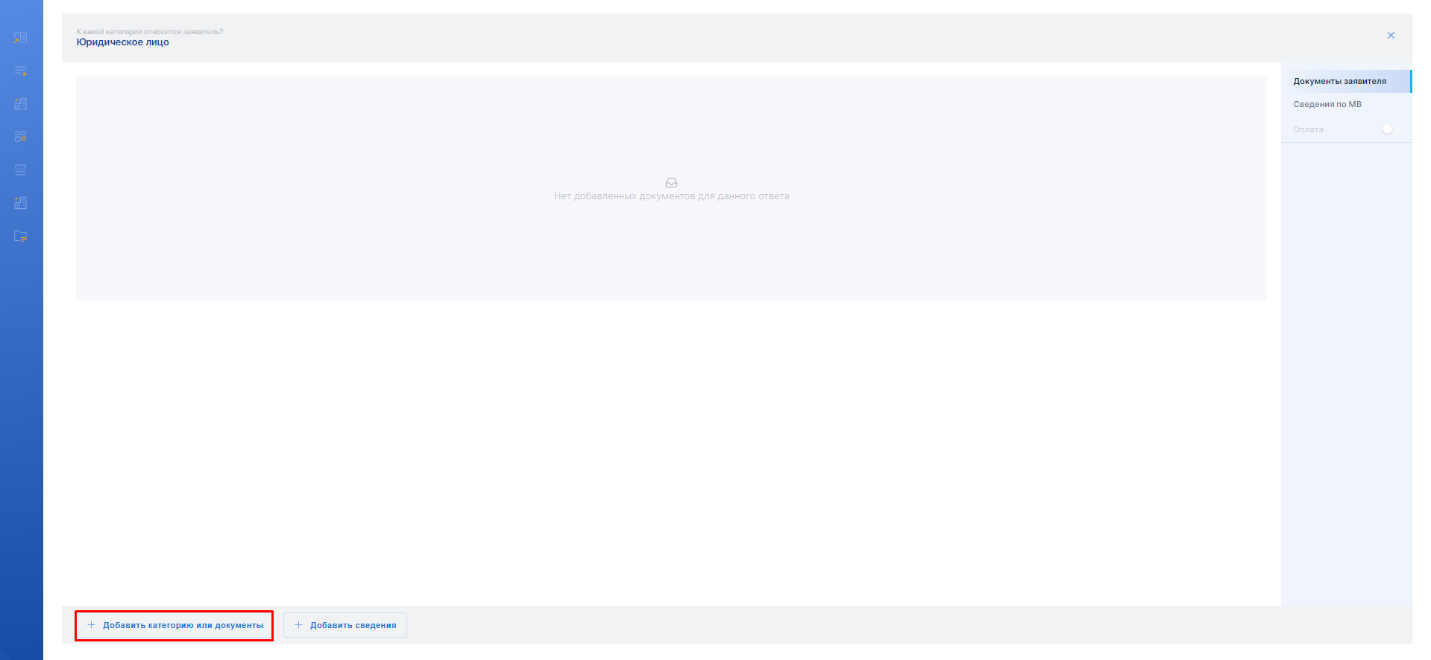 К какой категории относится заявитель?
Юридическое лицо
Документы заявителя
Сведения по МВ
Оплата
Нет добавленных документов для данного ответа
Добавить категорию или документы
Добавить сведения